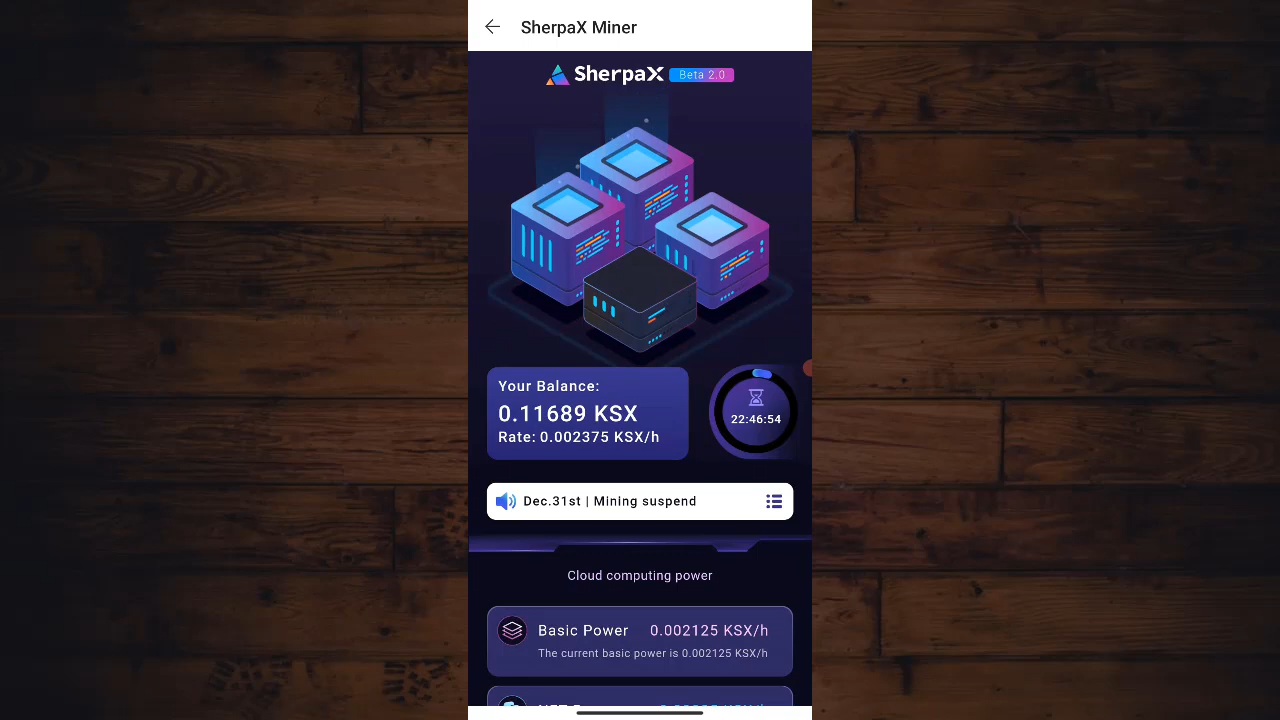 SherpaX Miner
SherpaX Beta 2.0
Your Balance:
0.11689 KSX
Rate: 0.002375 KSX/h
22:46:54
Dec.31st | Mining suspend
Cloud computing power
Basic Power 0.002125 KSX/h
The current basic power is 0.002125 KSX/h